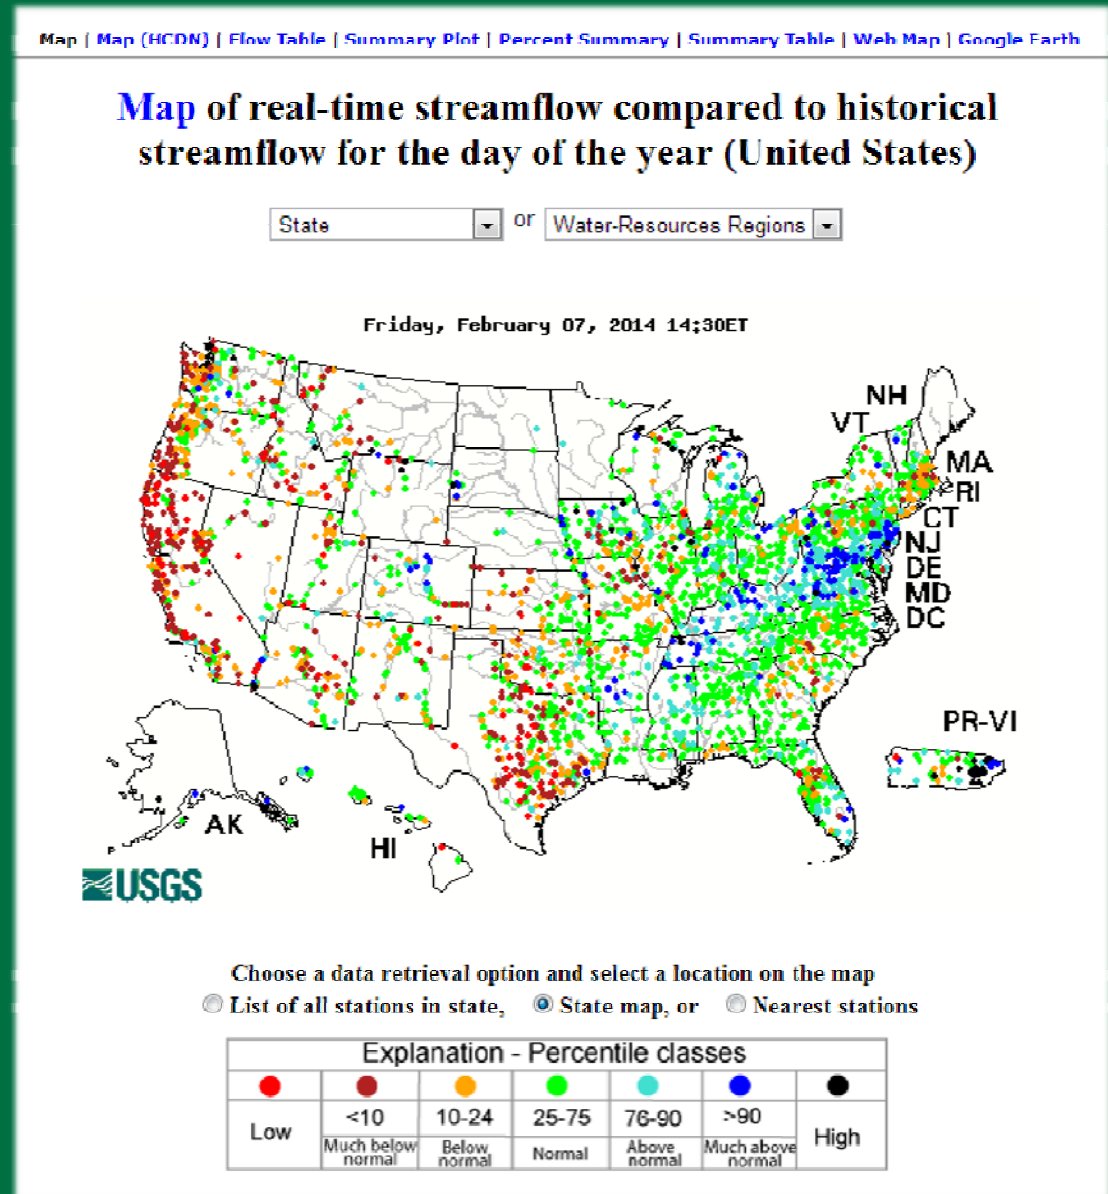 Map | Map (HCDN) | Flow Table | Summary Plot | Percent Summary | Summary Table | Web Map | Google Earth
Map of real-time streamflow compared to historical
streamflow for the day of the year (United States)
State or Water-Resources Regions
Friday, February 07, 2014 14:30ET
NH
VT
MA
RI
CT
NJ
DE
MD
DC
PR-VI
AK
HI
USGS
Choose a data retrieval option and select a location on the map
List of all stations in state, State map, or Nearest stations
Explanation - Percentile classes
Low <10 10-24 25-75 76-90 >90 High
Much below normal Below normal Normal Above normal Much above normal